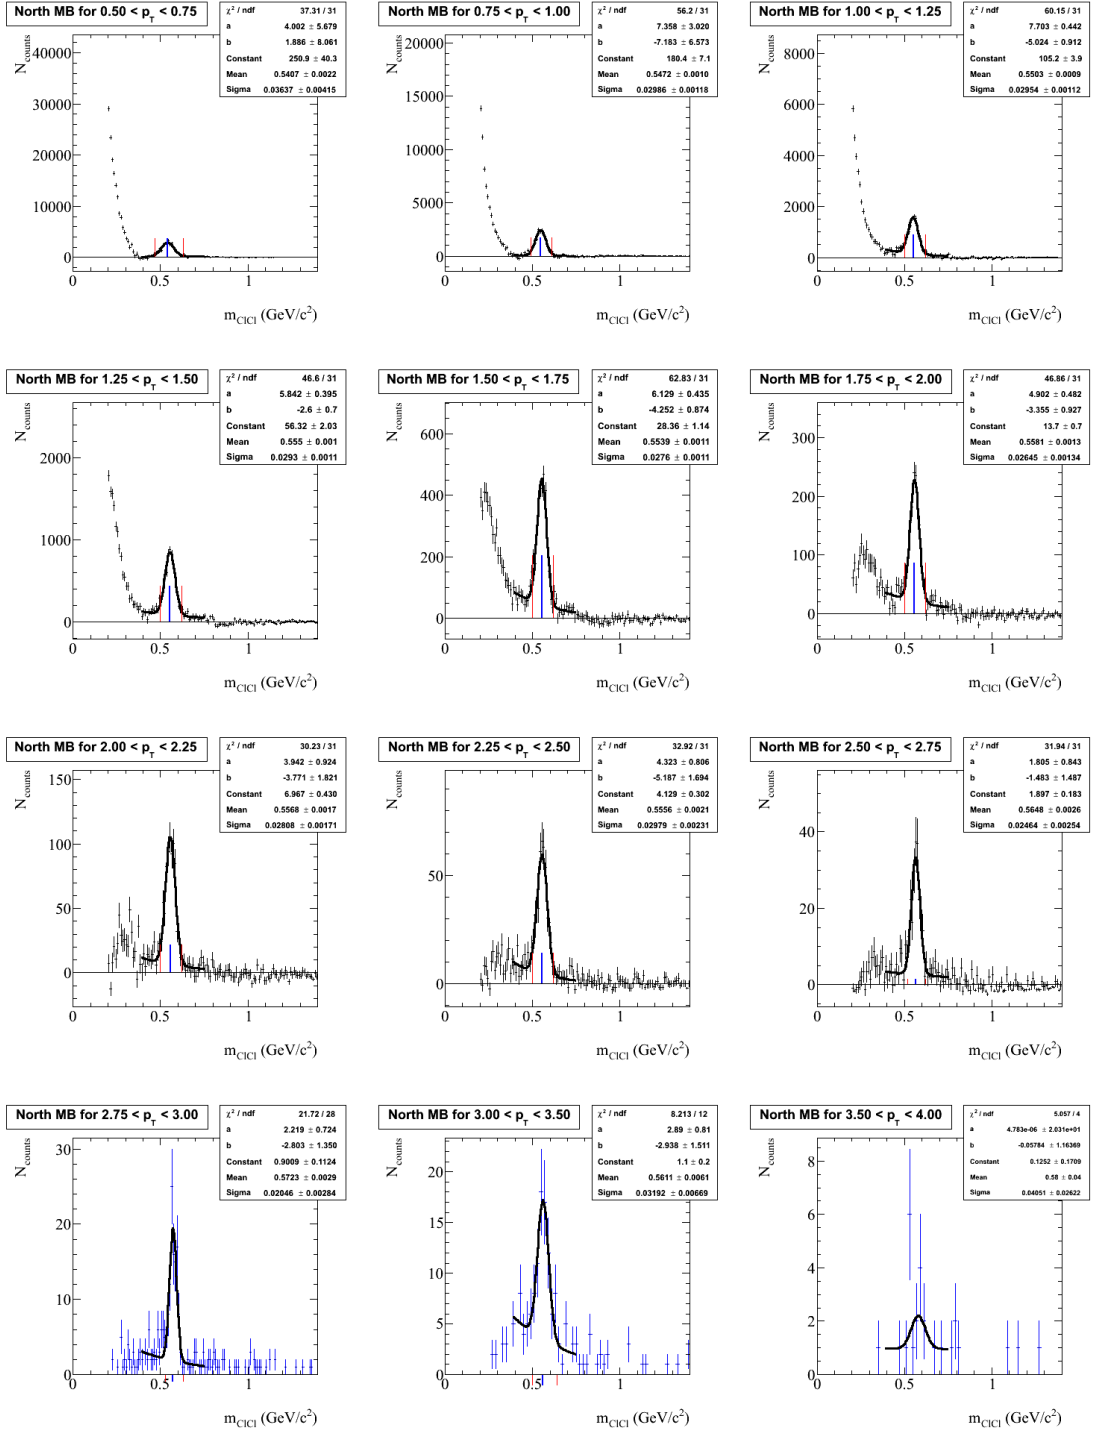 North MB for 0.50 < pT < 0.75
χ² / ndf 37.31 / 31
a 4.002 ± 5.679
b 1.886 ± 8.061
Constant 250.9 ± 40.3
Mean 0.5407 ± 0.0022
Sigma 0.03637 ± 0.00415
Ncounts
40000
30000
20000
10000
0
0 0.5 1
mClCl (GeV/c²)
North MB for 0.75 < pT < 1.00
χ² / ndf 56.2 / 31
a 7.358 ± 3.020
b -7.183 ± 6.573
Constant 180.4 ± 7.1
Mean 0.5472 ± 0.0010
Sigma 0.02986 ± 0.00118
Ncounts
20000
15000
10000
5000
0
0 0.5 1
mClCl (GeV/c²)
North MB for 1.00 < pT < 1.25
χ² / ndf 60.15 / 31
a 7.703 ± 0.442
b -5.024 ± 0.912
Constant 105.2 ± 3.9
Mean 0.5503 ± 0.0009
Sigma 0.02954 ± 0.00112
Ncounts
8000
6000
4000
2000
0
0 0.5 1
mClCl (GeV/c²)
North MB for 1.25 < pT < 1.50
χ² / ndf 46.6 / 31
a 5.842 ± 0.395
b -2.6 ± 0.7
Constant 56.32 ± 2.03
Mean 0.555 ± 0.001
Sigma 0.0293 ± 0.0011
Ncounts
2000
1000
0
0 0.5 1
mClCl (GeV/c²)
North MB for 1.50 < pT < 1.75
χ² / ndf 62.83 / 31
a 6.129 ± 0.435
b -4.252 ± 0.874
Constant 28.36 ± 1.14
Mean 0.5539 ± 0.0011
Sigma 0.0276 ± 0.0011
Ncounts
600
400
200
0
0 0.5 1
mClCl (GeV/c²)
North MB for 1.75 < pT < 2.00
χ² / ndf 46.86 / 31
a 4.902 ± 0.482
b -3.355 ± 0.927
Constant 13.7 ± 0.7
Mean 0.5581 ± 0.0013
Sigma 0.02645 ± 0.00134
Ncounts
300
200
100
0
0 0.5 1
mClCl (GeV/c²)
North MB for 2.00 < pT < 2.25
χ² / ndf 30.23 / 31
a 3.942 ± 0.924
b -3.771 ± 1.821
Constant 6.967 ± 0.430
Mean 0.5568 ± 0.0017
Sigma 0.02808 ± 0.00171
Ncounts
150
100
50
0
0 0.5 1
mClCl (GeV/c²)
North MB for 2.25 < pT < 2.50
χ² / ndf 32.92 / 31
a 4.323 ± 0.806
b -5.187 ± 1.694
Constant 4.129 ± 0.302
Mean 0.5556 ± 0.0021
Sigma 0.02979 ± 0.00231
Ncounts
50
0
0 0.5 1
mClCl (GeV/c²)
North MB for 2.50 < pT < 2.75
χ² / ndf 31.94 / 31
a 1.805 ± 0.843
b -1.483 ± 1.487
Constant 1.897 ± 0.183
Mean 0.5648 ± 0.0026
Sigma 0.02464 ± 0.00254
Ncounts
40
20
0
0 0.5 1
mClCl (GeV/c²)
North MB for 2.75 < pT < 3.00
χ² / ndf 21.72 / 28
a 2.219 ± 0.724
b -2.803 ± 1.350
Constant 0.9009 ± 0.1124
Mean 0.5723 ± 0.0029
Sigma 0.02046 ± 0.00284
Ncounts
30
20
10
0
0 0.5 1
mClCl (GeV/c²)
North MB for 3.00 < pT < 3.50
χ² / ndf 8.213 / 12
a 2.89 ± 0.81
b -2.938 ± 1.511
Constant 1.1 ± 0.2
Mean 0.5611 ± 0.0061
Sigma 0.03192 ± 0.00669
Ncounts
20
15
10
5
0
0 0.5 1
mClCl (GeV/c²)
North MB for 3.50 < pT < 4.00
χ² / ndf 5.057 / 4
a 4.783e-06 ± 2.031e+01
b -0.05784 ± 1.16369
Constant 0.1252 ± 0.1709
Mean 0.58 ± 0.04
Sigma 0.04051 ± 0.02622
Ncounts
8
6
4
2
0
0 0.5 1
mClCl (GeV/c²)